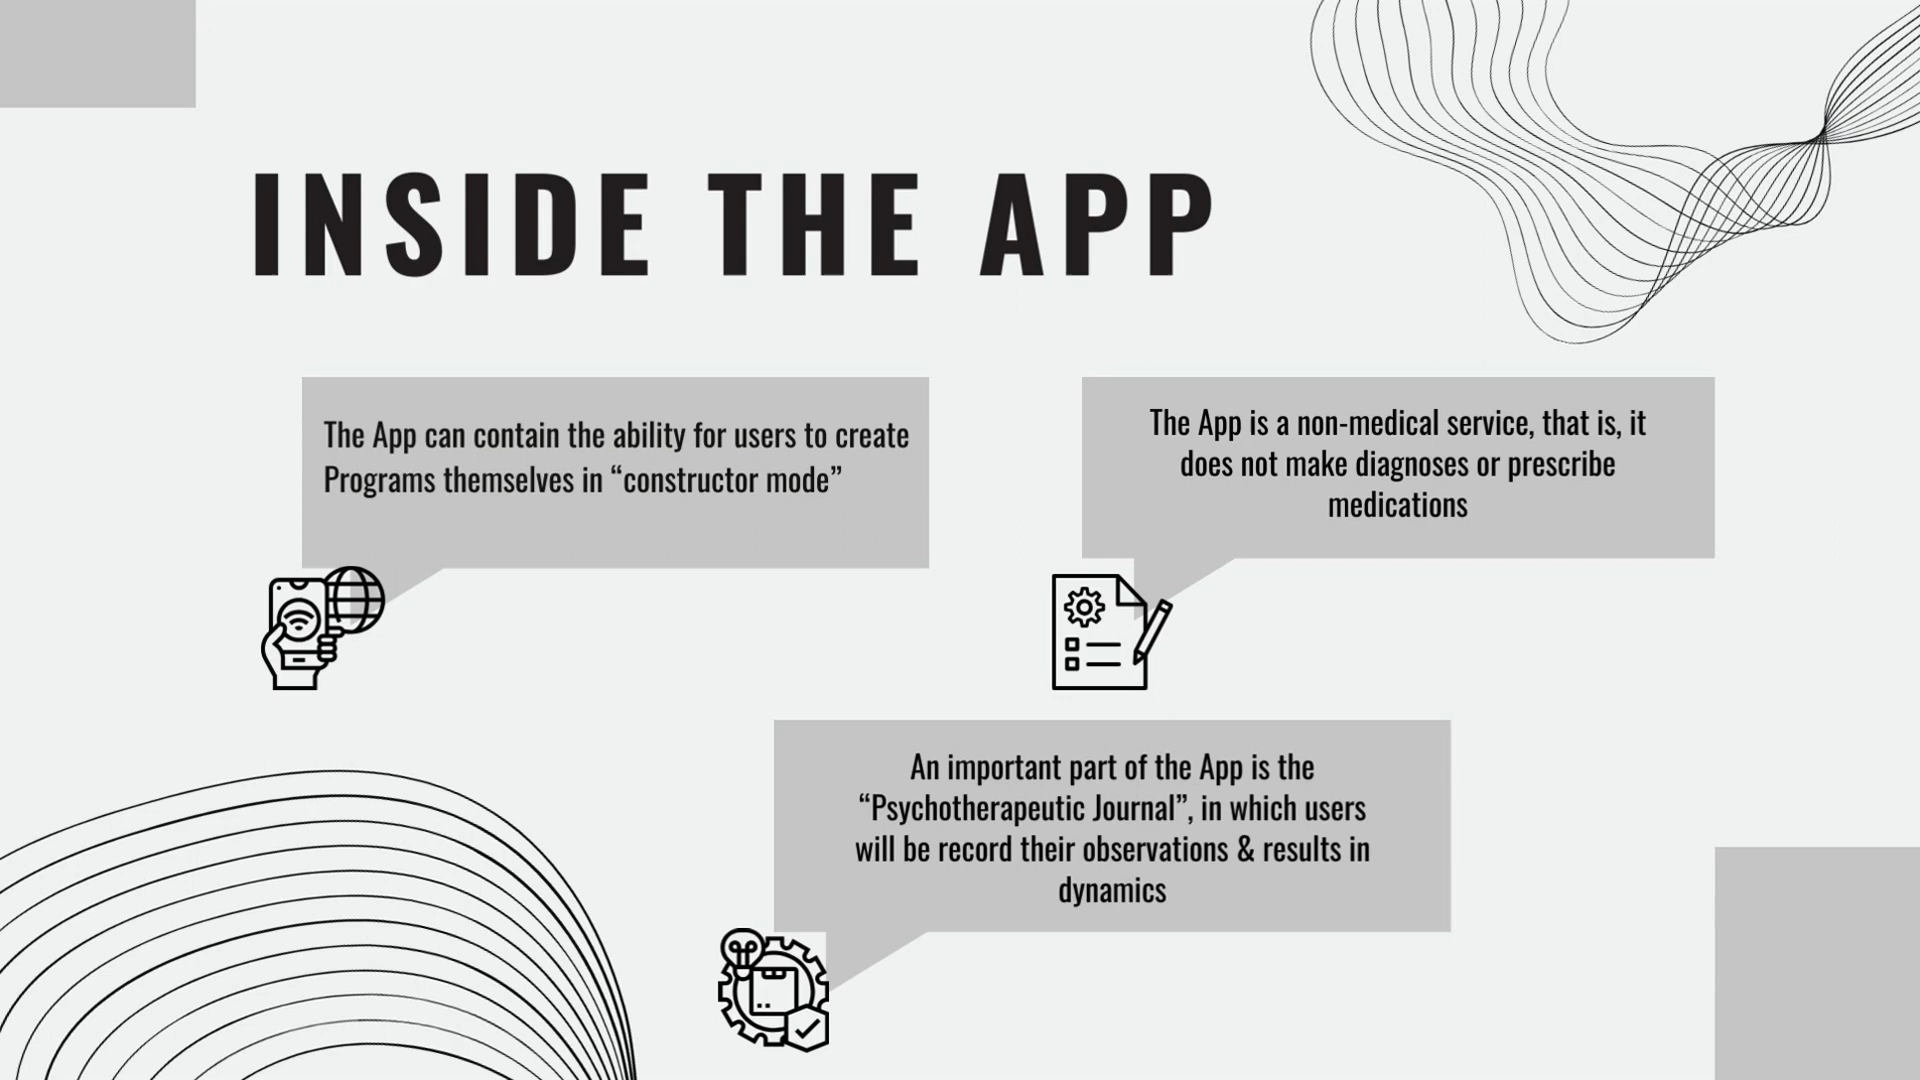 INSIDE THE APP
The App can contain the ability for users to create
Programs themselves in “constructor mode”
The App is a non-medical service, that is, it
does not make diagnoses or prescribe
medications
An important part of the App is the
“Psychotherapeutic Journal”, in which users
will be record their observations & results in
dynamics